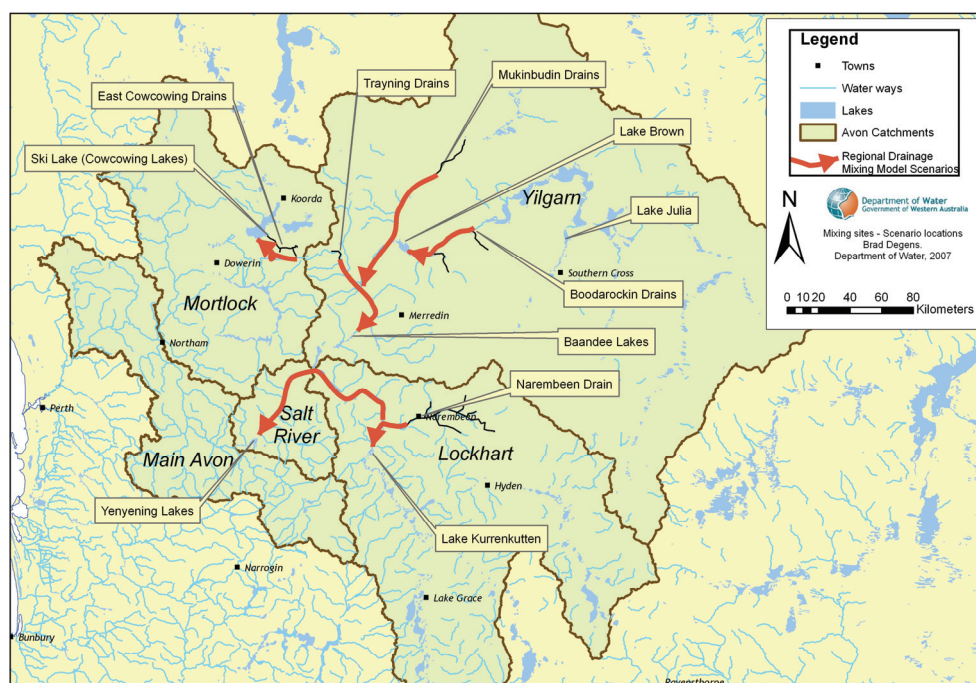 East Cowcowing Drains
Trayning Drains
Mukinbudin Drains
Lake Brown
Ski Lake (Cowcowing Lakes)
Koorda
Yilgarn
Lake Julia
Dowerin
Southern Cross
Mortlock
Boodarockin Drains
Merredin
Northam
Baandee Lakes
Narembeen Drain
Perth
Salt
River
Narembeen
Main Avon
Lockhart
Hyden
Yenyening Lakes
Lake Kurrenkutten
Narrogin
Lake Grace
Bunbury
Ravensthorpe
Legend
Towns
Water ways
Lakes
Avon Catchments
Regional Drainage
Mixing Model Scenarios
N
Department of Water
Government of Western Australia
Mixing sites - Scenario locations
Brad Degens.
Department of Water, 2007
0 10 20 40 60 80
Kilometers